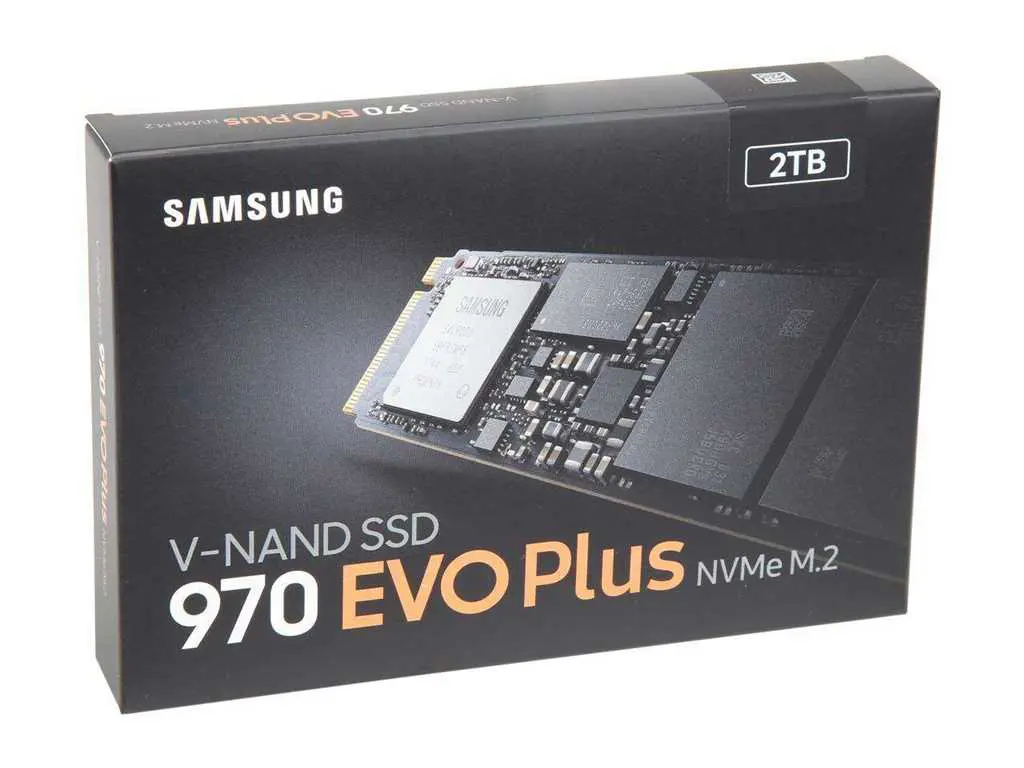 V-NAND SSD
970 EVO Plus NVMe M.2
2TB
SAMSUNG
SAMSUNG
V-NAND SSD
970 EVO Plus NVMe M.2
970 EVO Plus